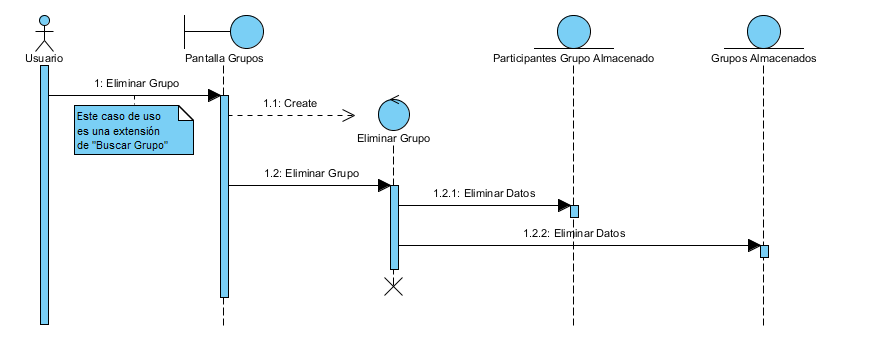 Usuario
Pantalla Grupos
Participantes Grupo Almacenado
Grupos Almacenados
1: Eliminar Grupo
1.1: Create
Este caso de uso
es una extensión
de "Buscar Grupo"
Eliminar Grupo
1.2: Eliminar Grupo
1.2.1: Eliminar Datos
1.2.2: Eliminar Datos